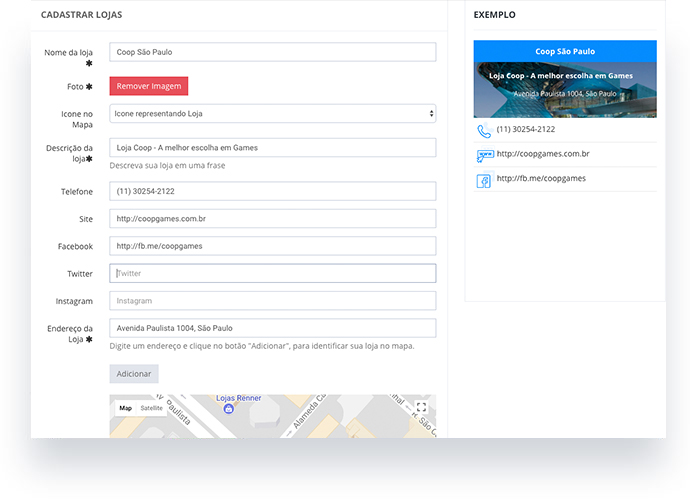 CADASTRAR LOJAS
Nome da loja
✱
Coop São Paulo
Foto ✱
Remover Imagem
Icone no
Mapa
Icone representando Loja
Descrição da
loja✱
Loja Coop - A melhor escolha em Games
Descreva sua loja em uma frase
Telefone
(11) 30254-2122
Site
http://coopgames.com.br
Facebook
http://fb.me/coopgames
Twitter
Twitter
Instagram
Instagram
Endereço da
Loja ✱
Avenida Paulista 1004, São Paulo
Digite um endereço e clique no botão "Adicionar", para identificar sua loja no mapa.
Adicionar
Map
Satellite
Paulista
Lojas Renner
Alameda Ca
R. São C
EXEMPLO
Coop São Paulo
Loja Coop - A melhor escolha em Games
Avenida Paulista 1004, São Paulo
(11) 30254-2122
http://coopgames.com.br
http://fb.me/coopgames